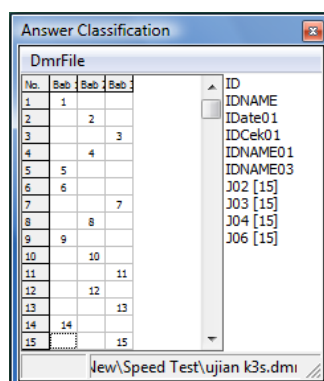 Answer Classification
DmrFile
No. Bab Bab Bab
1 1
2 2
3 3
4 4
5 5
6 6
7 7
8 8
9 9
10 10
11 11
12 12
13 13
14 14
15 15
ID
IDNAME
IDate01
IDCek01
IDNAME01
IDNAME03
J02 [15]
J03 [15]
J04 [15]
J06 [15]
New\Speed Test\ujian k3s.dmr